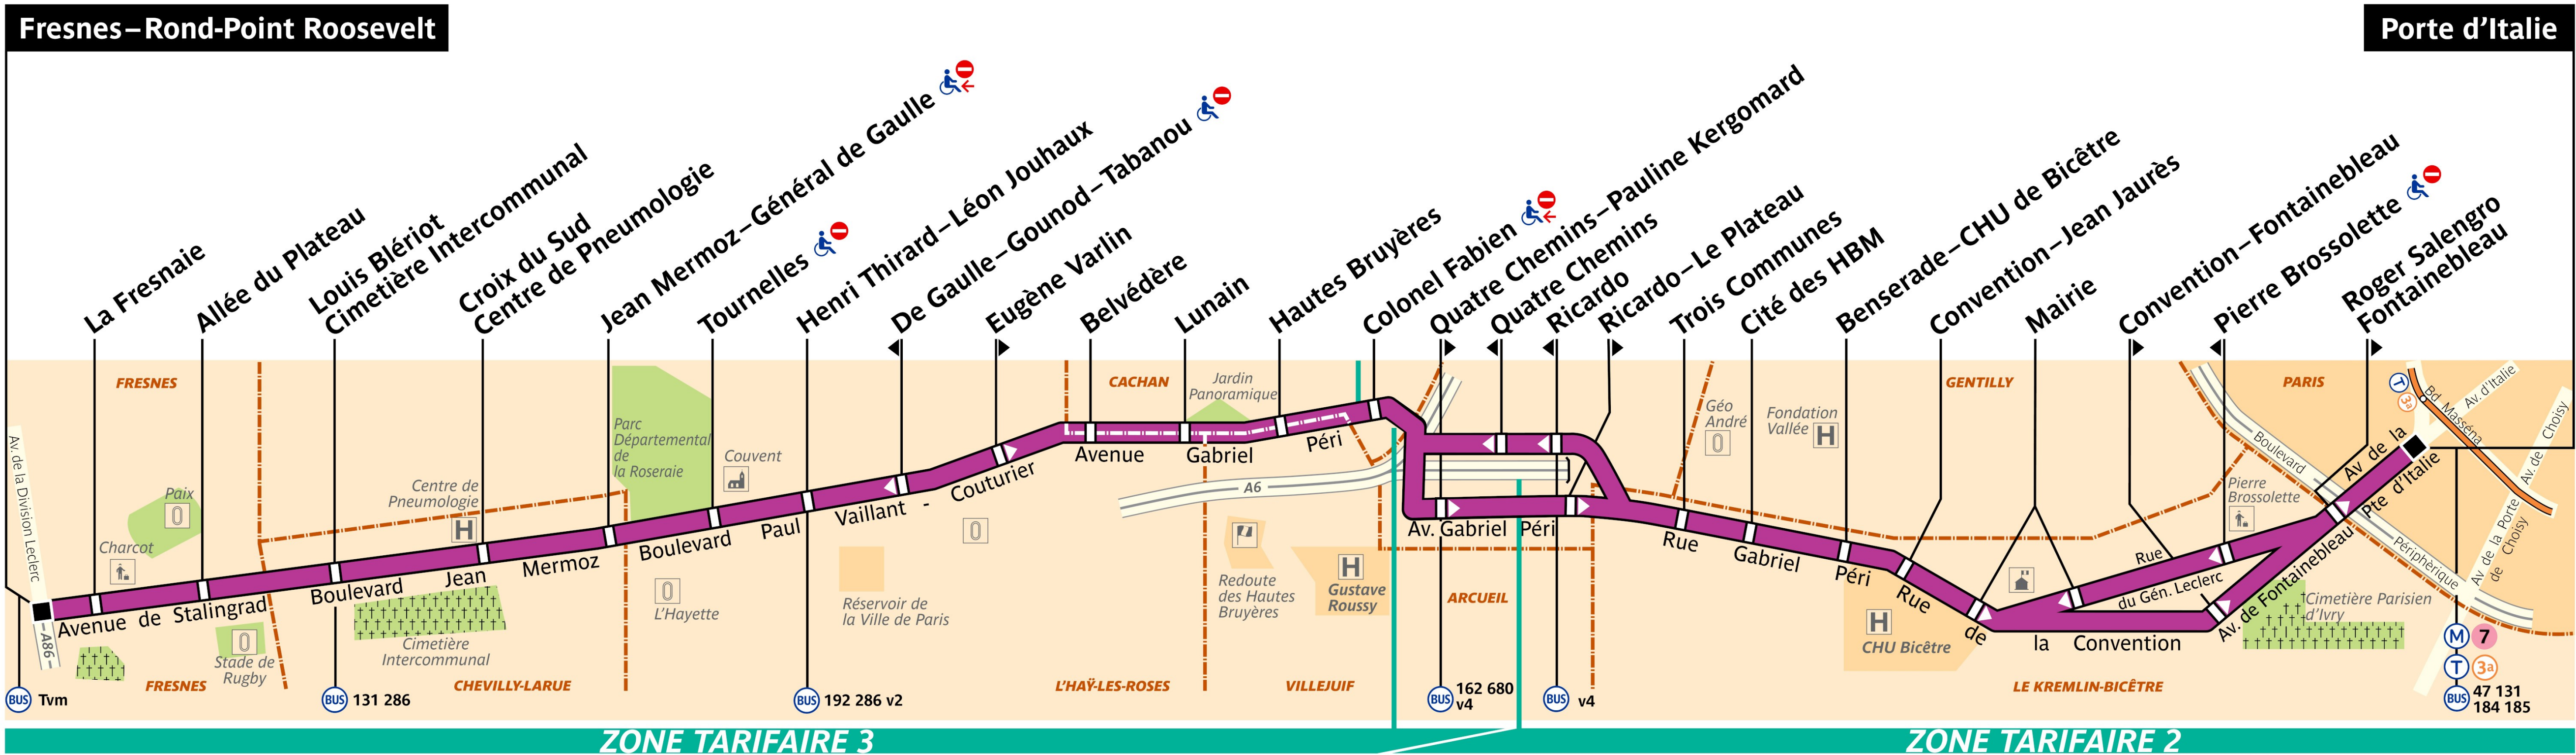 Fresnes–Rond-Point Roosevelt
Porte d'Italie
La Fresnaie
Allée du Plateau
Louis Blériot
Cimetière Intercommunal
Croix du Sud
Centre de Pneumologie
Jean Mermoz–Général de Gaulle
Tournelles
Henri Thirard–Léon Jouhaux
De Gaulle–Gounod–Tabanou
Eugène Varlin
Belvédère
Lunain
Hautes Bruyères
Colonel Fabien
Quatre Chemins–Pauline Kergomard
Quatre Chemins
Ricardo
Ricardo–Le Plateau
Trois Communes
Cité des HBM
Benserade–CHU de Bicêtre
Convention–Jean Jaurès
Mairie
Convention–Fontainebleau
Pierre Brossolette
Roger Salengro
Fontainebleau
FRESNES
CACHAN
GENTILLY
PARIS
Av. de la Division Leclerc
A86
Charcot
Paix
Stade de
Rugby
Centre de
Pneumologie
H
Cimetière
Intercommunal
Parc
Départemental
de
la Roseraie
Couvent
L'Hayette
Réservoir de
la Ville de Paris
Jardin
Panoramique
A6
Redoute
des Hautes
Bruyères
H
Gustave
Roussy
Géo
André
Fondation
Vallée
H
H
CHU Bicêtre
Pierre
Brossolette
Cimetière Parisien
d'Ivry
Boulevard
Périphérique
T
3a
Bd Masséna
Av. d'Italie
Av. de Choisy
Av. de la Porte
de
Choisy
Avenue de Stalingrad
Boulevard Jean Mermoz
Boulevard Paul Vaillant - Couturier
Avenue Gabriel Péri
Av. Gabriel Péri
Rue Gabriel Péri
Rue de la Convention
Rue
du Gén. Leclerc
Av. de Fontainebleau
Av. de la
Pte d'Italie
FRESNES
CHEVILLY-LARUE
L'HAŸ-LES-ROSES
VILLEJUIF
ARCUEIL
LE KREMLIN-BICÊTRE
BUS Tvm
BUS 131 286
BUS 192 286 v2
BUS 162 680
v4
BUS v4
M 7
T 3a
BUS 47 131
184 185
ZONE TARIFAIRE 3
ZONE TARIFAIRE 2